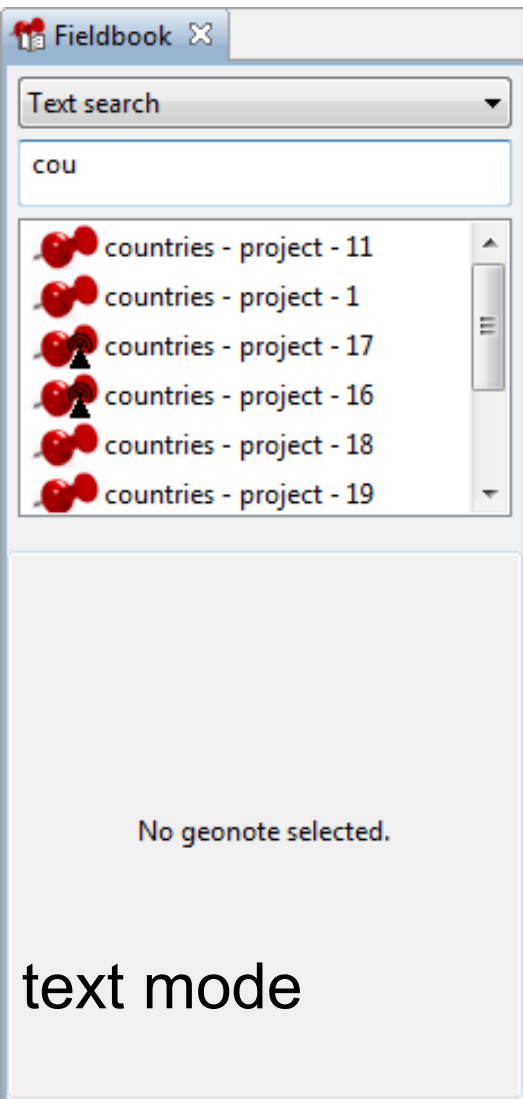 Fieldbook
Text search
cou
countries - project - 11
countries - project - 1
countries - project - 17
countries - project - 16
countries - project - 18
countries - project - 19
No geonote selected.
text mode